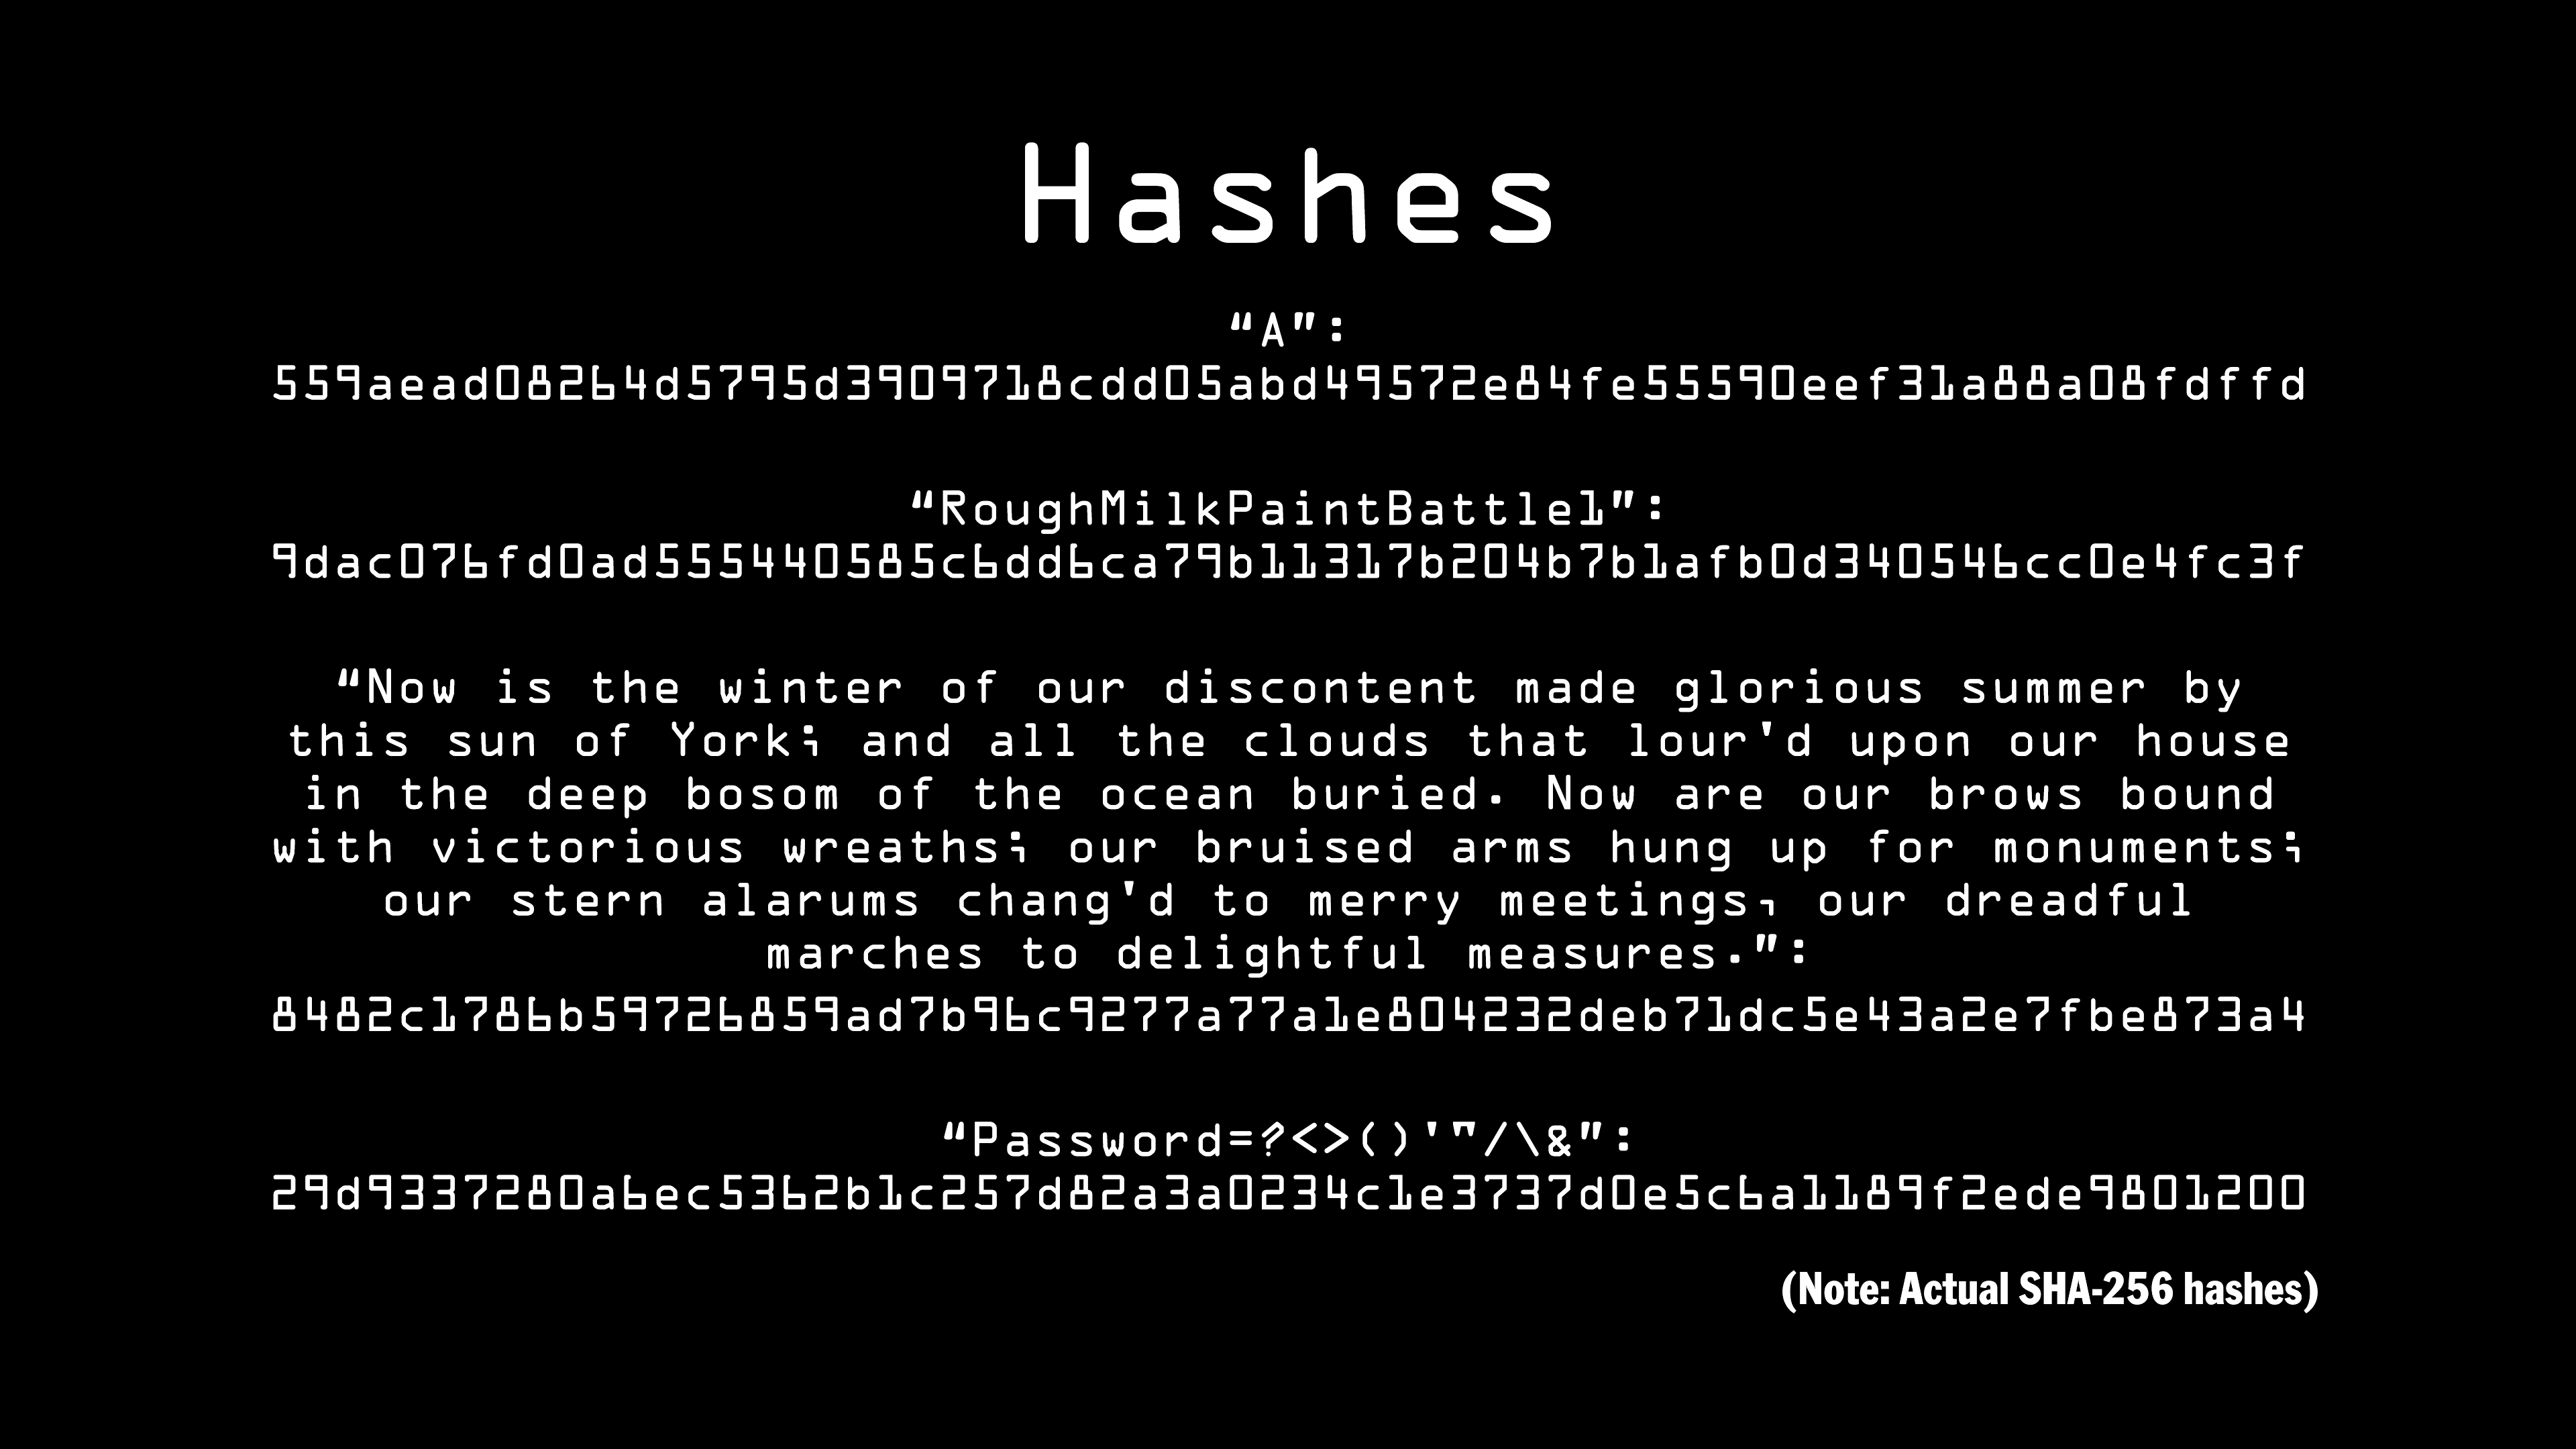 Hashes
“A”:
559aead08264d5795d3909718cdd05abd49572e84fe55590eef31a88a08fdffd
“RoughMilkPaintBattle1”:
9dac076fd0ad555440585c6dd6ca79b11317b204b7b1afb0d340546cc0e4fc3f
“Now is the winter of our discontent made glorious summer by
this sun of York; and all the clouds that lour'd upon our house
in the deep bosom of the ocean buried. Now are our brows bound
with victorious wreaths; our bruised arms hung up for monuments;
our stern alarums chang'd to merry meetings, our dreadful
marches to delightful measures.”:
8482c1786b59726859ad7b96c9277a77a1e804232deb71dc5e43a2e7fbe873a4
“Password=?<>()'"/\&”:
29d9337280a6ec5362b1c257d82a3a0234c1e3737d0e5c6a1189f2ede9801200
(Note: Actual SHA-256 hashes)